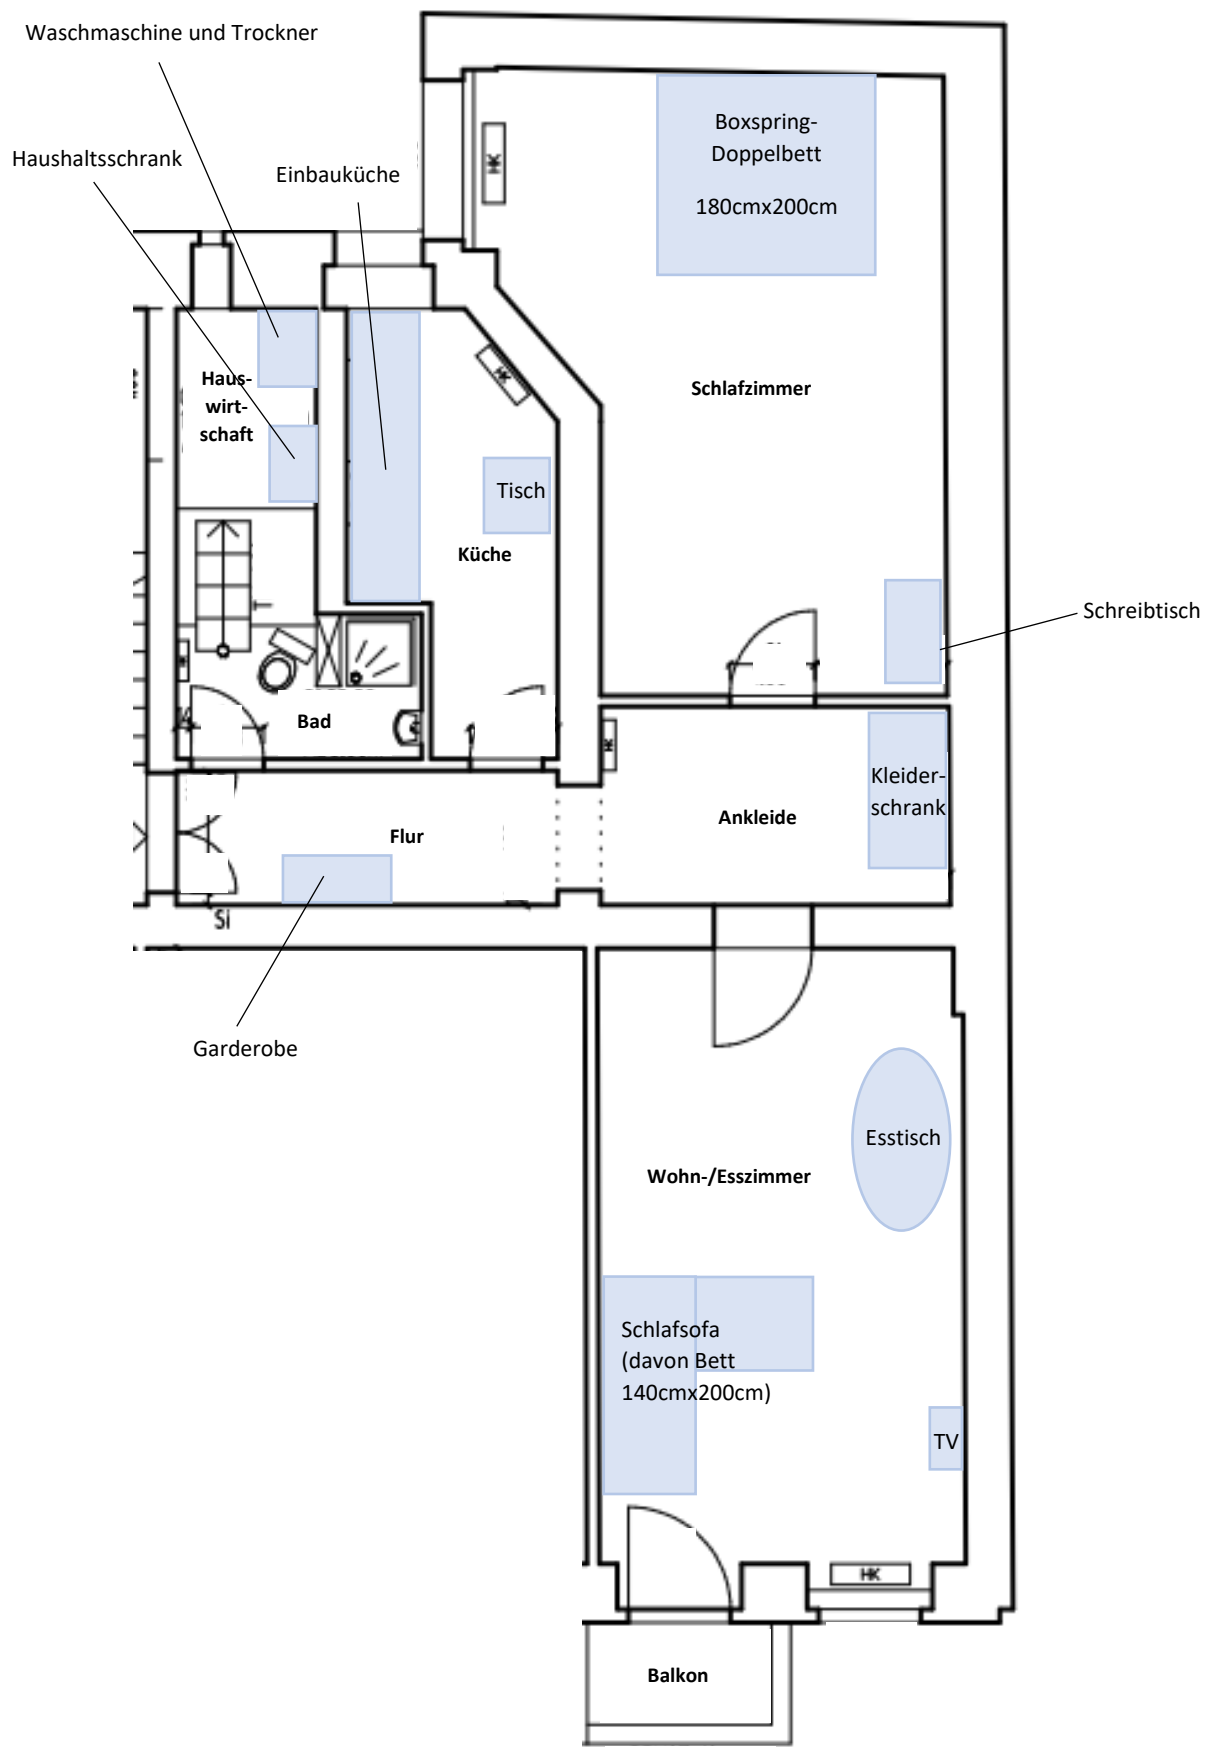 Waschmaschine und Trockner
Haushaltsschrank
Einbauküche
Boxspring-
Doppelbett
180cmx200cm
HK
Haus-
wirt-
schaft
HK
Schlafzimmer
Tisch
Küche
Schreibtisch
Bad
HK
Kleider-
schrank
Ankleide
Flur
Si
Garderobe
Esstisch
Wohn-/Esszimmer
Schlafsofa
(davon Bett
140cmx200cm)
TV
HK
Balkon